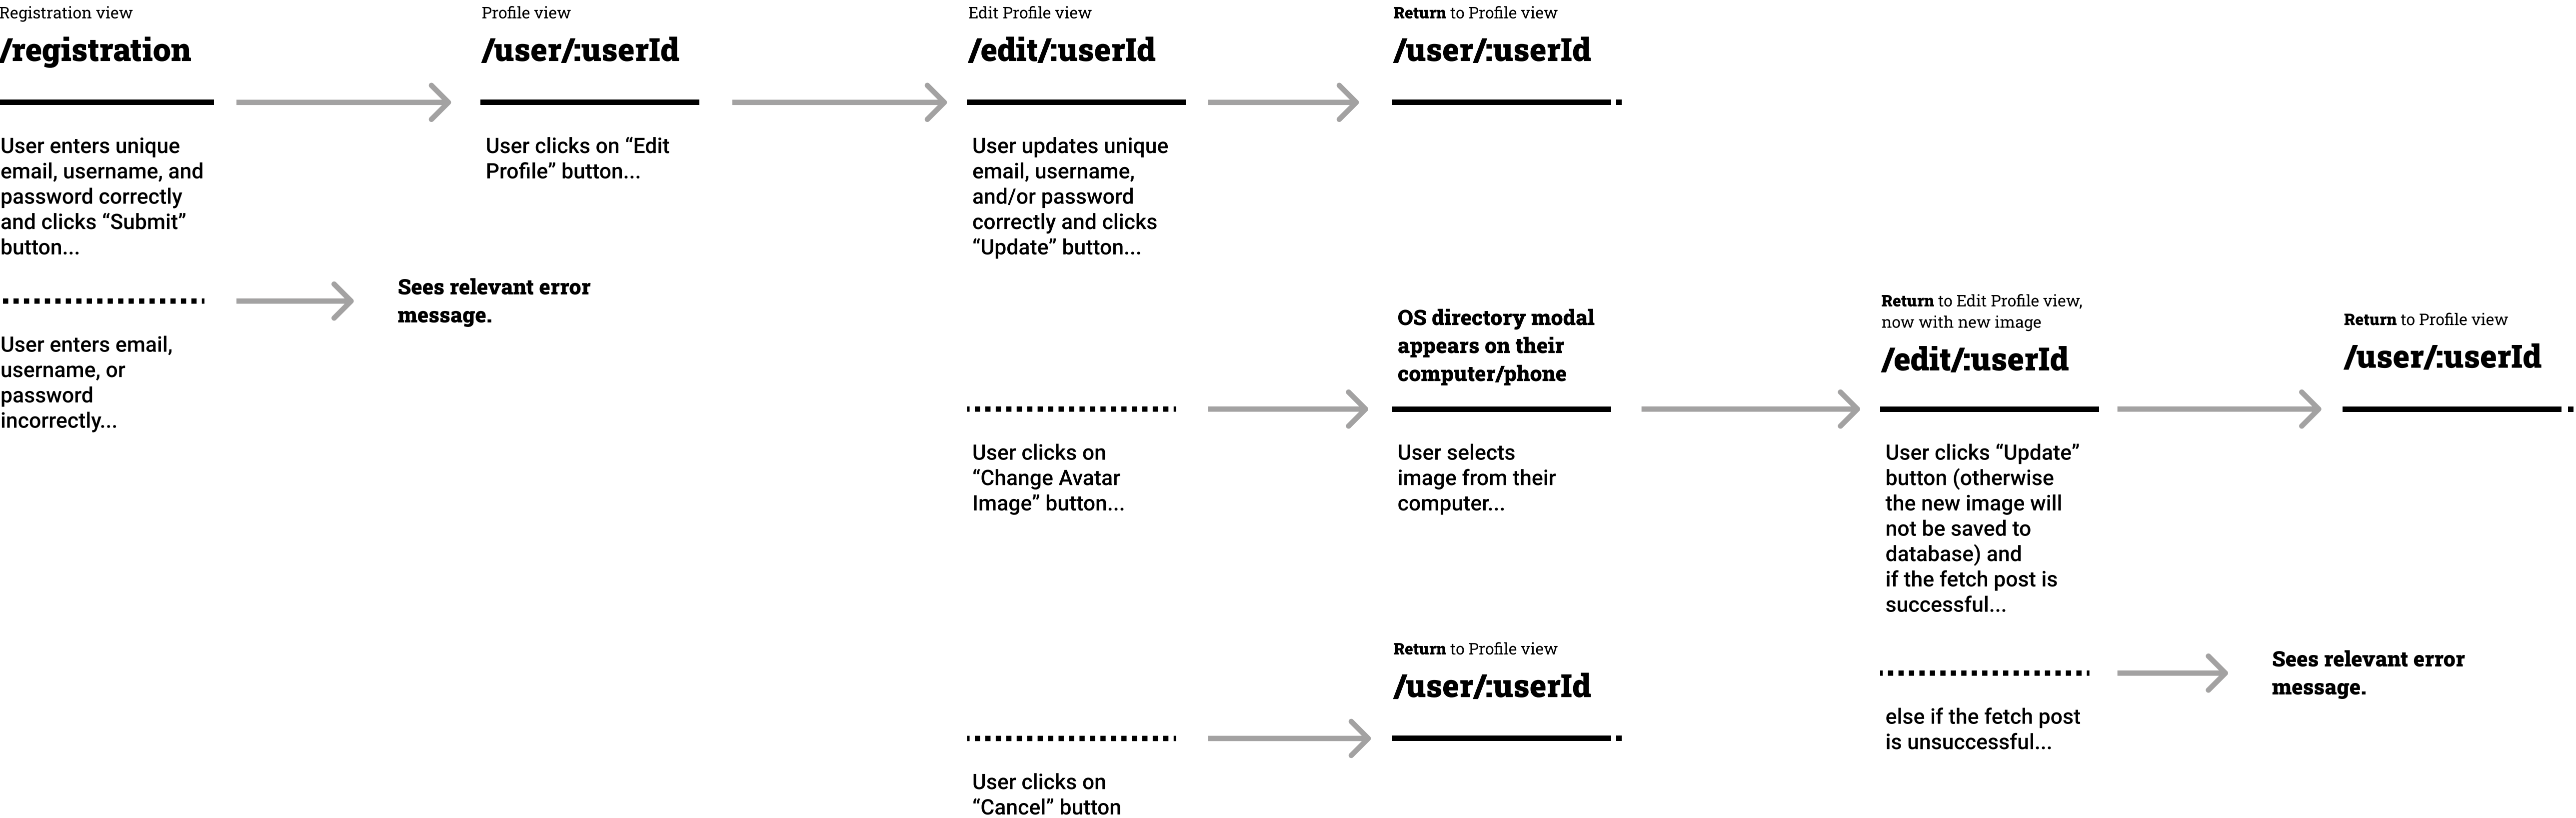 Registration view
/registration
User enters unique
email, username, and
password correctly
and clicks “Submit”
button...
User enters email,
username, or
password
incorrectly...
Sees relevant error
message.
Profile view
/user/:userId
User clicks on “Edit
Profile” button...
Edit Profile view
/edit/:userId
User updates unique
email, username,
and/or password
correctly and clicks
“Update” button...
Return to Profile view
/user/:userId
User clicks on
“Change Avatar
Image” button...
OS directory modal
appears on their
computer/phone
User selects
image from their
computer...
Return to Edit Profile view,
now with new image
/edit/:userId
User clicks “Update”
button (otherwise
the new image will
not be saved to
database) and
if the fetch post is
successful...
Return to Profile view
/user/:userId
else if the fetch post
is unsuccessful...
Sees relevant error
message.
User clicks on
“Cancel” button
Return to Profile view
/user/:userId